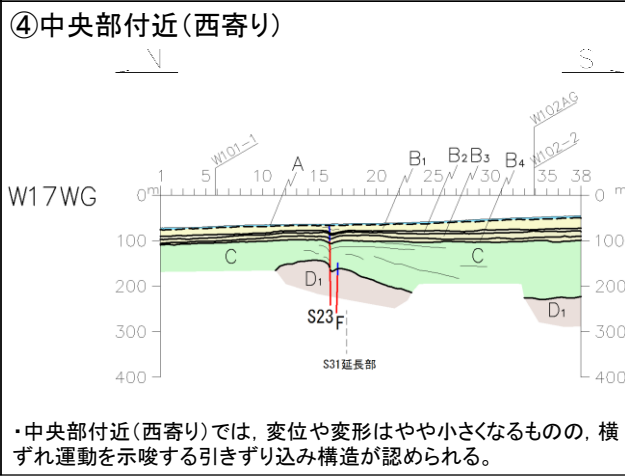 ④中央部付近（西寄り）
N S
W101-1 W102AG W102-2
1 5 10 15 20 25 30 35 38
A B₁ B₂B₃ B₄
W17WG
0m 0m
100 100
C C
200 200
D₁ D₁
S23 F
300 300
S31延長部
400 400
・中央部付近（西寄り）では，変位や変形はやや小さくなるものの，横
ずれ運動を示唆する引きずり込み構造が認められる。